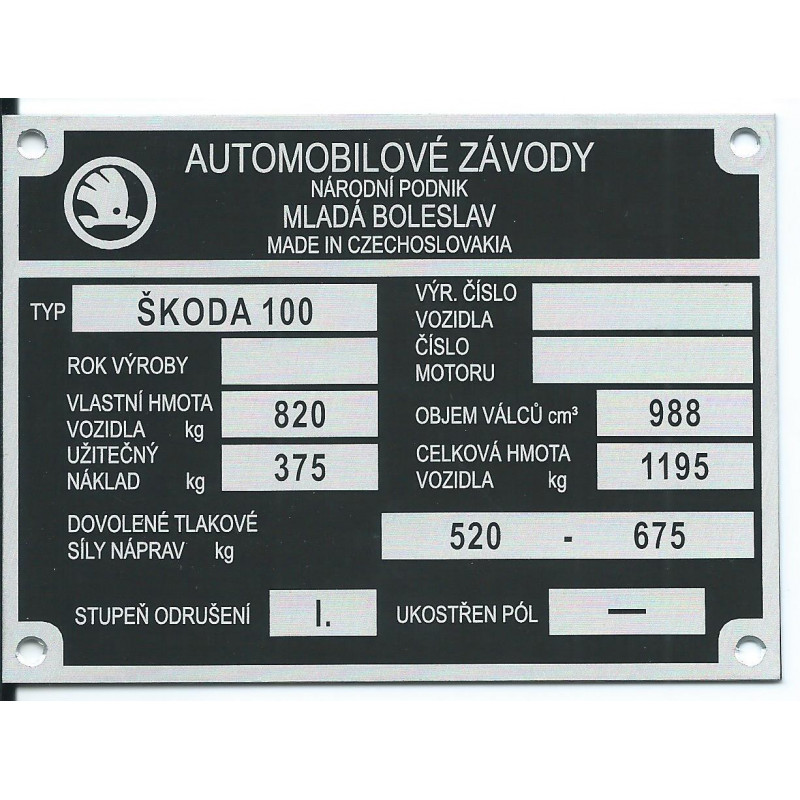 AUTOMOBILOVÉ ZÁVODY
NÁRODNÍ PODNIK
MLADÁ BOLESLAV
MADE IN CZECHOSLOVAKIA
TYP ŠKODA 100
ROK VÝROBY
VLASTNÍ HMOTA
VOZIDLA kg 820
UŽITEČNÝ
NÁKLAD kg 375
VÝR. ČÍSLO
VOZIDLA
ČÍSLO
MOTORU
OBJEM VÁLCŮ cm³ 988
CELKOVÁ HMOTA
VOZIDLA kg 1195
DOVOLENÉ TLAKOVÉ
SÍLY NÁPRAV kg 520 - 675
STUPEŇ ODRUŠENÍ I.
UKOSTŘEN PÓL —